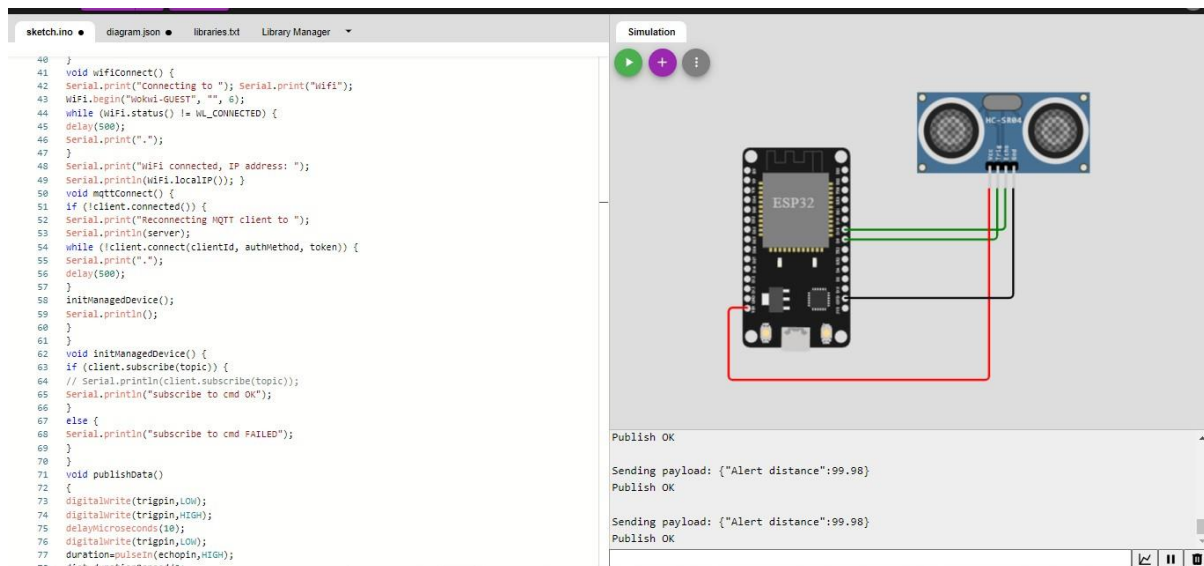 sketch.ino ●
diagram.json ●
libraries.txt
Library Manager
40 }
41 void wifiConnect() {
42 Serial.print("Connecting to "); Serial.print("Wifi");
43 WiFi.begin("Wokwi-GUEST", "", 6);
44 while (WiFi.status() != WL_CONNECTED) {
45 delay(500);
46 Serial.print(".");
47 }
48 Serial.print("WiFi connected, IP address: ");
49 Serial.println(WiFi.localIP()); }
50 void mqttConnect() {
51 if (!client.connected()) {
52 Serial.print("Reconnecting MQTT client to ");
53 Serial.println(server);
54 while (!client.connect(clientId, authMethod, token)) {
55 Serial.print(".");
56 delay(500);
57 }
58 initManagedDevice();
59 Serial.println();
60 }
61 }
62 void initManagedDevice() {
63 if (client.subscribe(topic)) {
64 // Serial.println(client.subscribe(topic));
65 Serial.println("subscribe to cmd OK");
66 }
67 else {
68 Serial.println("subscribe to cmd FAILED");
69 }
70 }
71 void publishData()
72 {
73 digitalWrite(trigpin,LOW);
74 digitalWrite(trigpin,HIGH);
75 delayMicroseconds(10);
76 digitalWrite(trigpin,LOW);
77 duration=pulseIn(echopin,HIGH);
Simulation
HC-SR04
Vcc
Trig
Echo
Gnd
ESP32
Publish OK
Sending payload: {"Alert distance":99.98}
Publish OK
Sending payload: {"Alert distance":99.98}
Publish OK